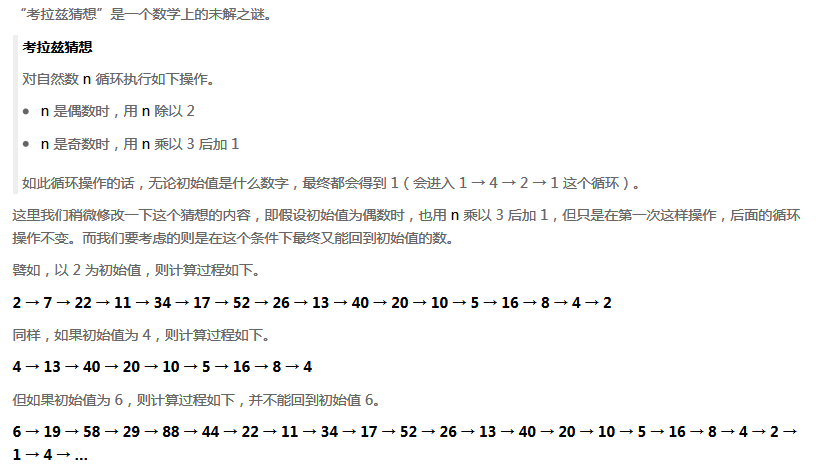 “考拉兹猜想”是一个数学上的未解之谜。
考拉兹猜想
对自然数 n 循环执行如下操作。
• n 是偶数时，用 n 除以 2
• n 是奇数时，用 n 乘以 3 后加 1
如此循环操作的话，无论初始值是什么数字，最终都会得到 1（会进入 1 → 4 → 2 → 1 这个循环）。
这里我们稍微修改一下这个猜想的内容，即假设初始值为偶数时，也用 n 乘以 3 后加 1，但只是在第一次这样操作，后面的循环
操作不变。而我们要考虑的则是在这个条件下最终又能回到初始值的数。
譬如，以 2 为初始值，则计算过程如下。
2 → 7 → 22 → 11 → 34 → 17 → 52 → 26 → 13 → 40 → 20 → 10 → 5 → 16 → 8 → 4 → 2
同样，如果初始值为 4，则计算过程如下。
4 → 13 → 40 → 20 → 10 → 5 → 16 → 8 → 4
但如果初始值为 6，则计算过程如下，并不能回到初始值 6。
6 → 19 → 58 → 29 → 88 → 44 → 22 → 11 → 34 → 17 → 52 → 26 → 13 → 40 → 20 → 10 → 5 → 16 → 8 → 4 → 2 →
1 → 4 → ...